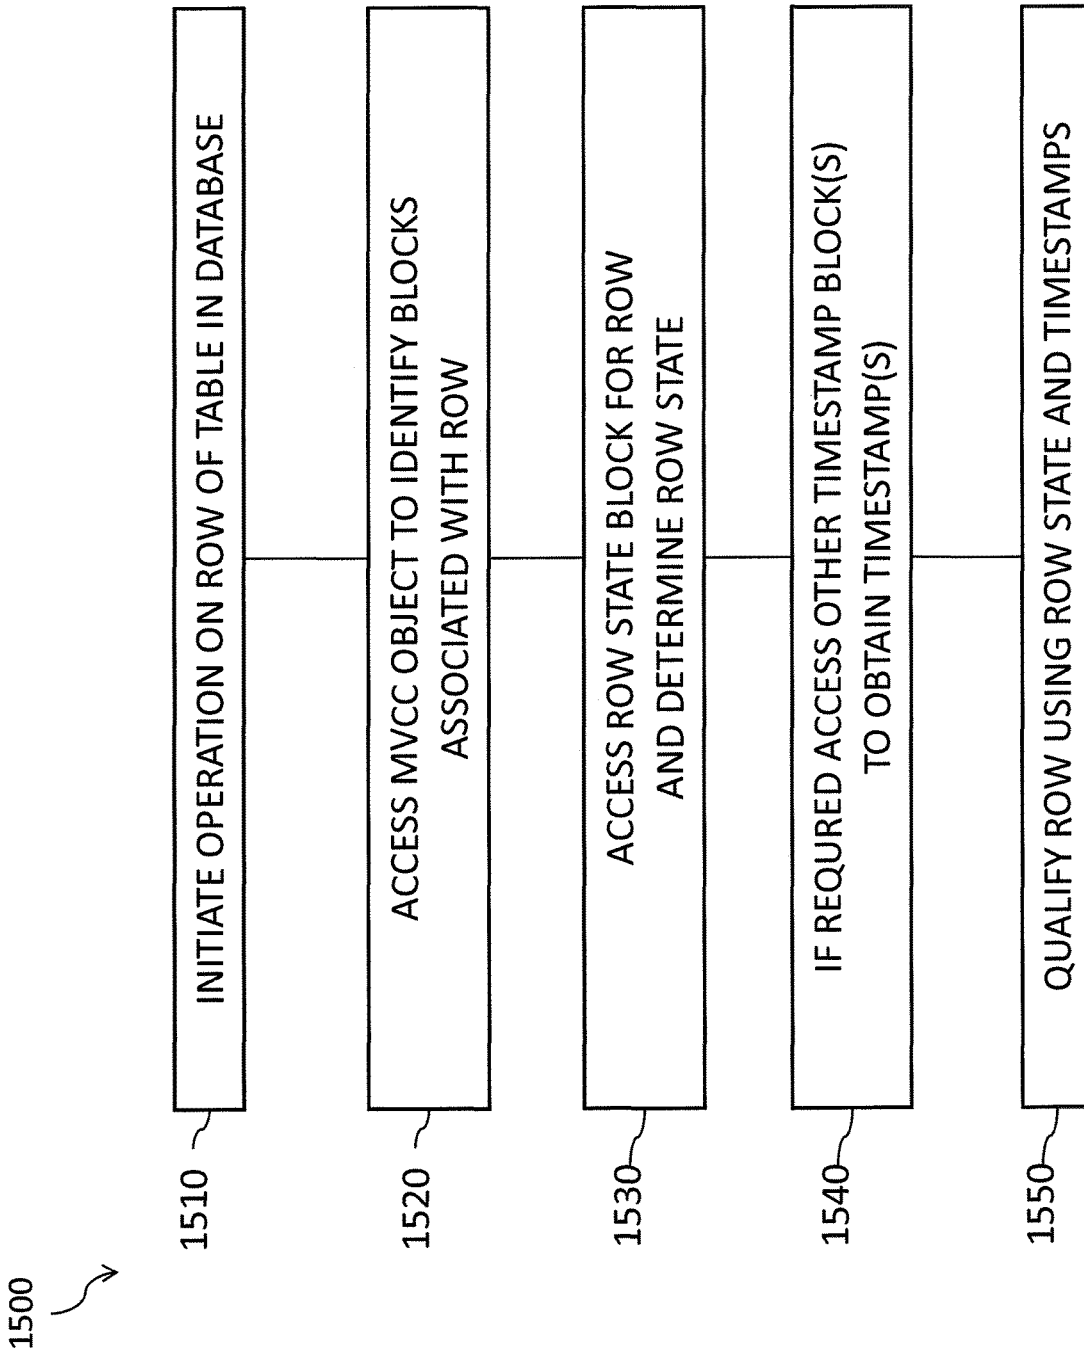 1500
1510
INITIATE OPERATION ON ROW OF TABLE IN DATABASE
1520
ACCESS MVCC OBJECT TO IDENTIFY BLOCKS
ASSOCIATED WITH ROW
1530
ACCESS ROW STATE BLOCK FOR ROW
AND DETERMINE ROW STATE
1540
IF REQURED ACCESS OTHER TIMESTAMP BLOCK(S)
TO OBTAIN TIMESTAMP(S)
1550
QUALIFY ROW USING ROW STATE AND TIMESTAMPS